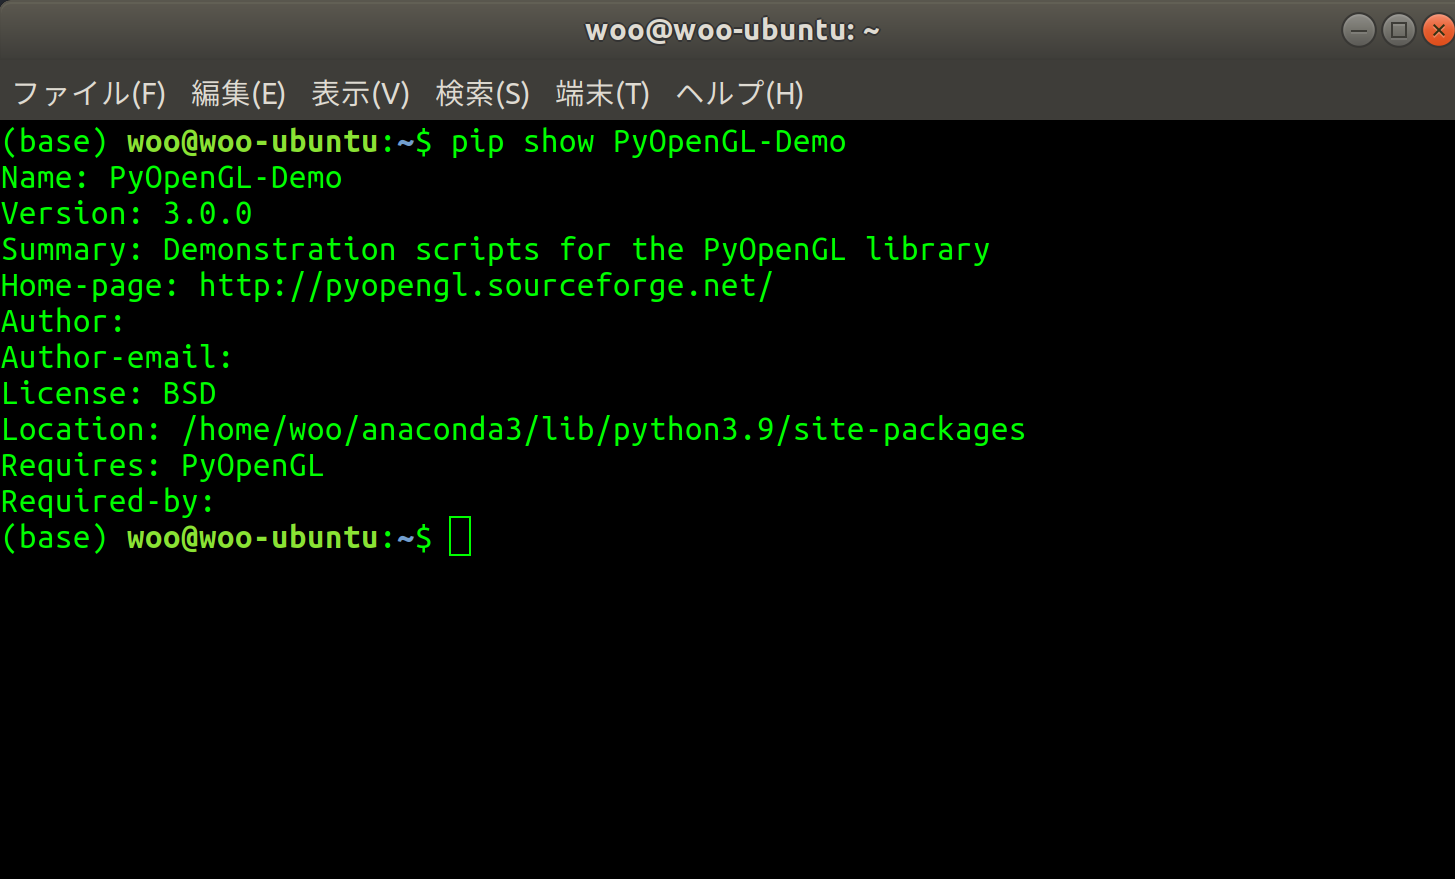 woo@woo-ubuntu: ~
ファイル(F) 編集(E) 表示(V) 検索(S) 端末(T) ヘルプ(H)
(base) woo@woo-ubuntu:~$ pip show PyOpenGL-Demo
Name: PyOpenGL-Demo
Version: 3.0.0
Summary: Demonstration scripts for the PyOpenGL library
Home-page: http://pyopengl.sourceforge.net/
Author:
Author-email:
License: BSD
Location: /home/woo/anaconda3/lib/python3.9/site-packages
Requires: PyOpenGL
Required-by:
(base) woo@woo-ubuntu:~$